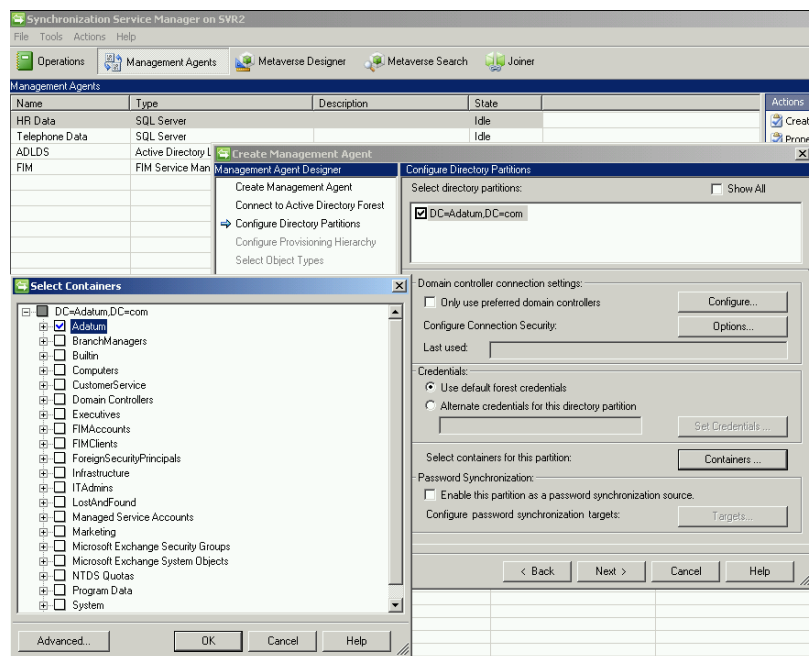 Synchronization Service Manager on SVR2
File Tools Actions Help
Operations Management Agents Metaverse Designer Metaverse Search Joiner
Management Agents
Name Type Description State Actions
HR Data SQL Server Idle
Telephone Data SQL Server Idle
ADLDS Active Directory L
FIM FIM Service Man
Creat
Prope
Create Management Agent
Management Agent Designer
Create Management Agent
Connect to Active Directory Forest
Configure Directory Partitions
Configure Provisioning Hierarchy
Select Object Types
Configure Directory Partitions
Select directory partitions: Show All
DC=Adatum,DC=com
Domain controller connection settings:
Only use preferred domain controllers Configure...
Configure Connection Security: Options...
Last used:
Credentials:
Use default forest credentials
Alternate credentials for this directory partition
Set Credentials ...
Select containers for this partition: Containers ...
Password Synchronization:
Enable this partition as a password synchronization source.
Configure password synchronization targets: Targets...
< Back Next > Cancel Help
Select Containers
DC=Adatum,DC=com
Adatum
BranchManagers
Builtin
Computers
CustomerService
Domain Controllers
Executives
FIMAccounts
FIMClients
ForeignSecurityPrincipals
Infrastructure
ITAdmins
LostAndFound
Managed Service Accounts
Marketing
Microsoft Exchange Security Groups
Microsoft Exchange System Objects
NTDS Quotas
Program Data
System
Advanced... OK Cancel Help